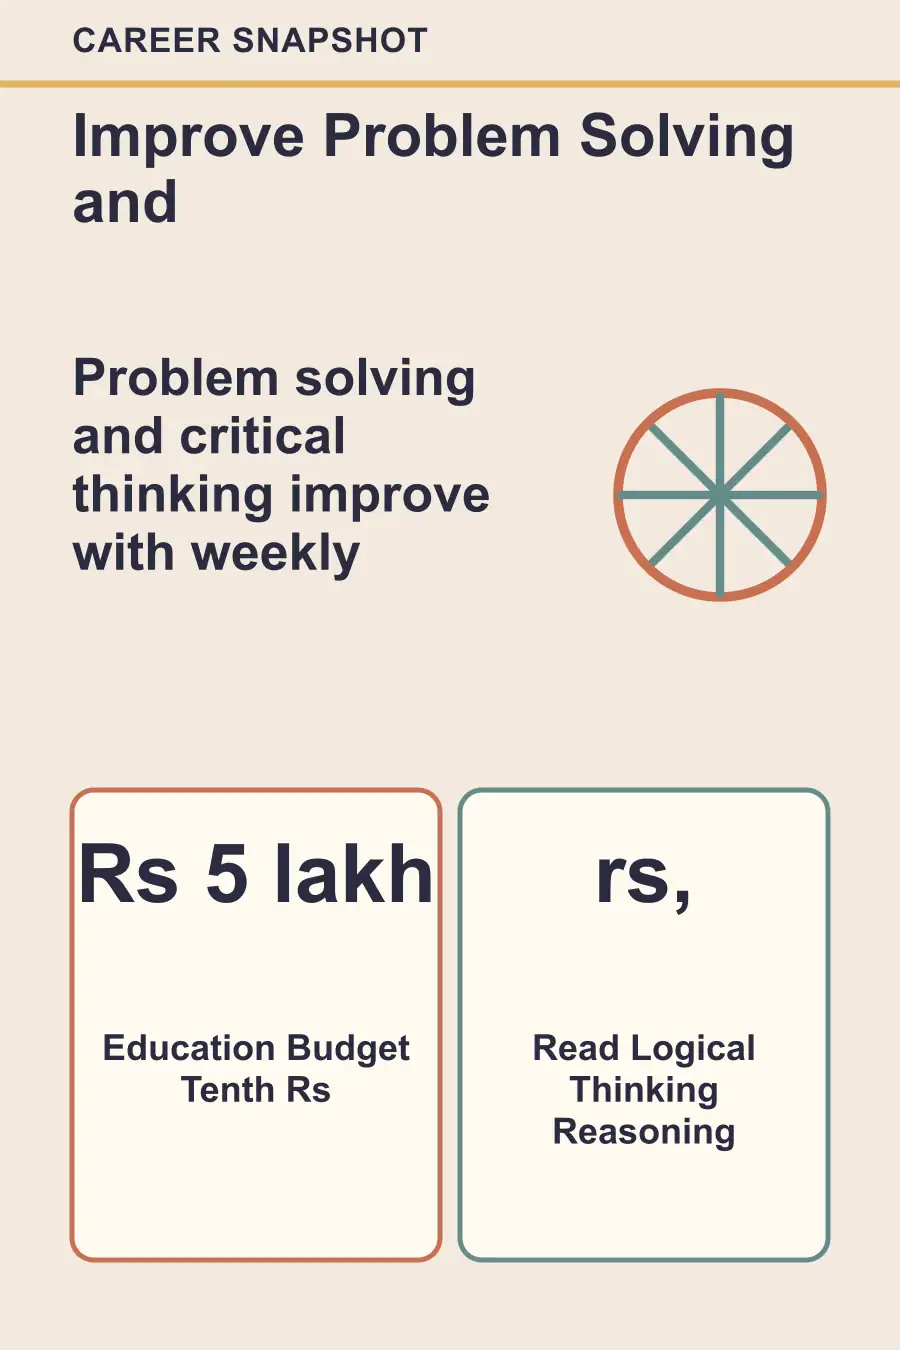 CAREER SNAPSHOT
Improve Problem Solving
and
Problem solving
and critical
thinking improve
with weekly
Rs 5 lakh
Education Budget
Tenth Rs
rs,
Read Logical
Thinking
Reasoning